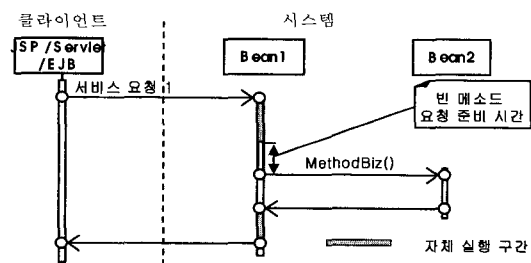 클라이언트
시스템
JSP /Servlet
/EJB
Bean1
Bean2
서비스 요청 1
빈 메소드
요청 준비 시간
MethodBiz()
자체 실행 구간